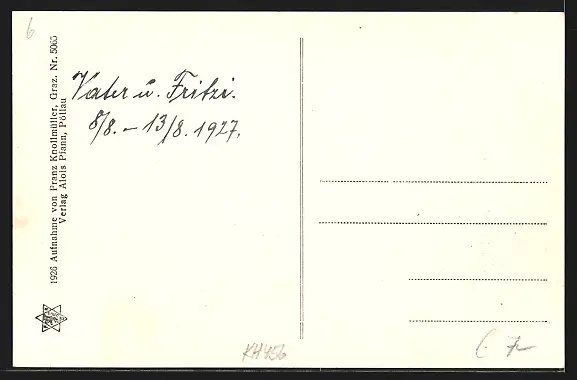 6
1926 Aufnahme von Franz Knollmüller, Graz. Nr. 5065
Verlag Alois Pfann, Pöllau
Vater u. Fritzi.
8/8. – 13/8. 1927.
KH456